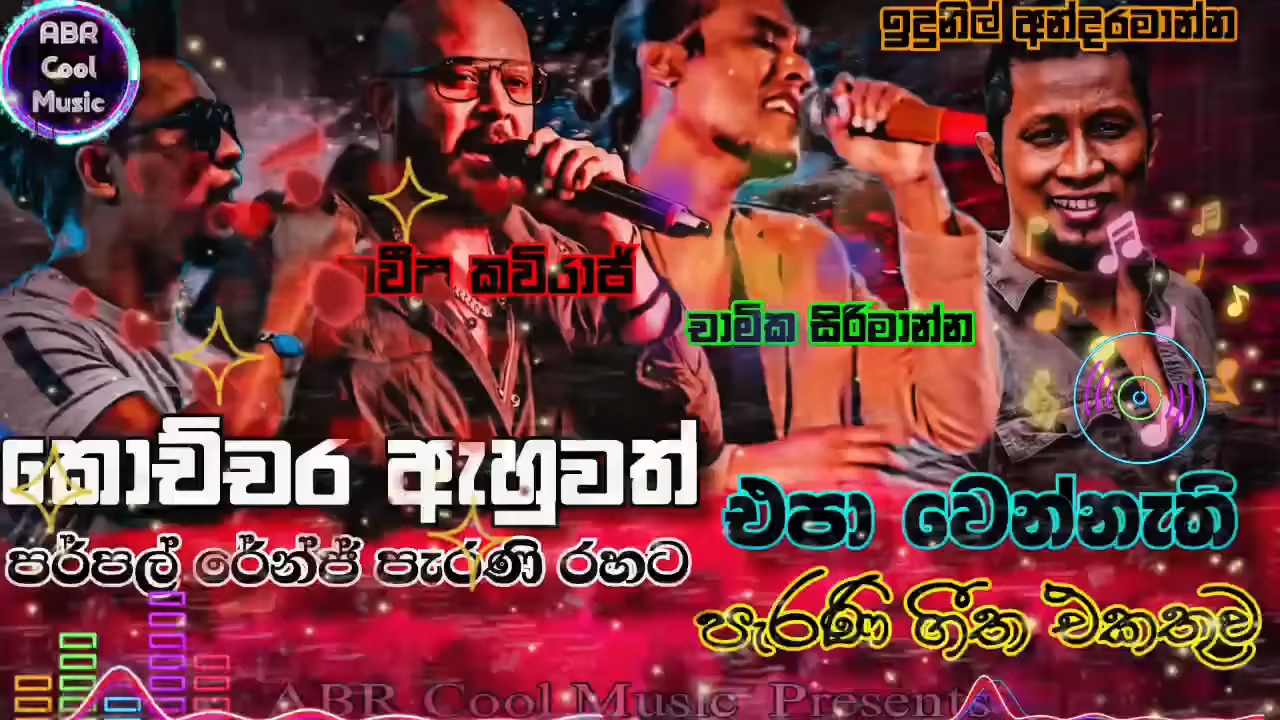 ABR
Cool
Music
ඉදුනිල් අන්දරමාන්න
කවිරාජ්
චාමික සිරිමාන්න
කොච්චර ඇහුවත්
එපා වෙන්නැති
පර්පල් රේන්ජ් පැරණි රහට
පැරණි ගීත එකතුව
ABR Cool Music Presents